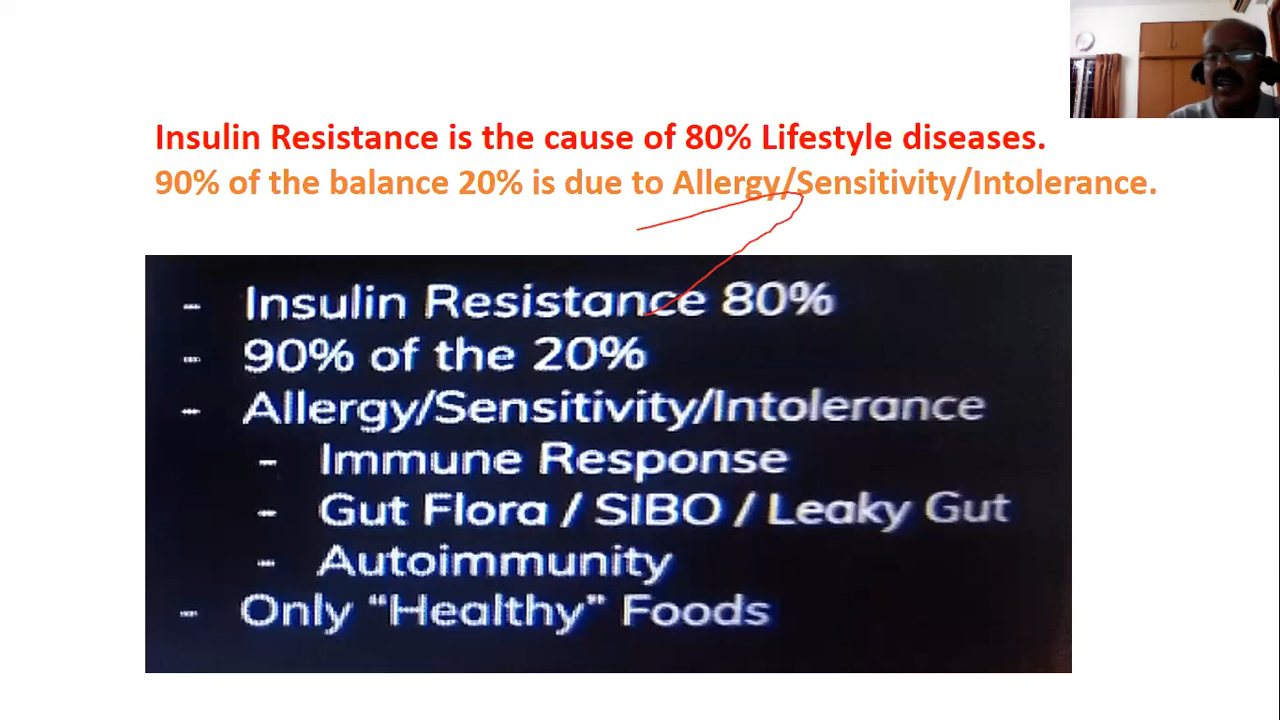 Insulin Resistance is the cause of 80% Lifestyle diseases.
90% of the balance 20% is due to Allergy/Sensitivity/Intolerance.
- Insulin Resistance 80%
- 90% of the 20%
- Allergy/Sensitivity/Intolerance
- Immune Response
- Gut Flora / SIBO / Leaky Gut
- Autoimmunity
- Only “Healthy” Foods